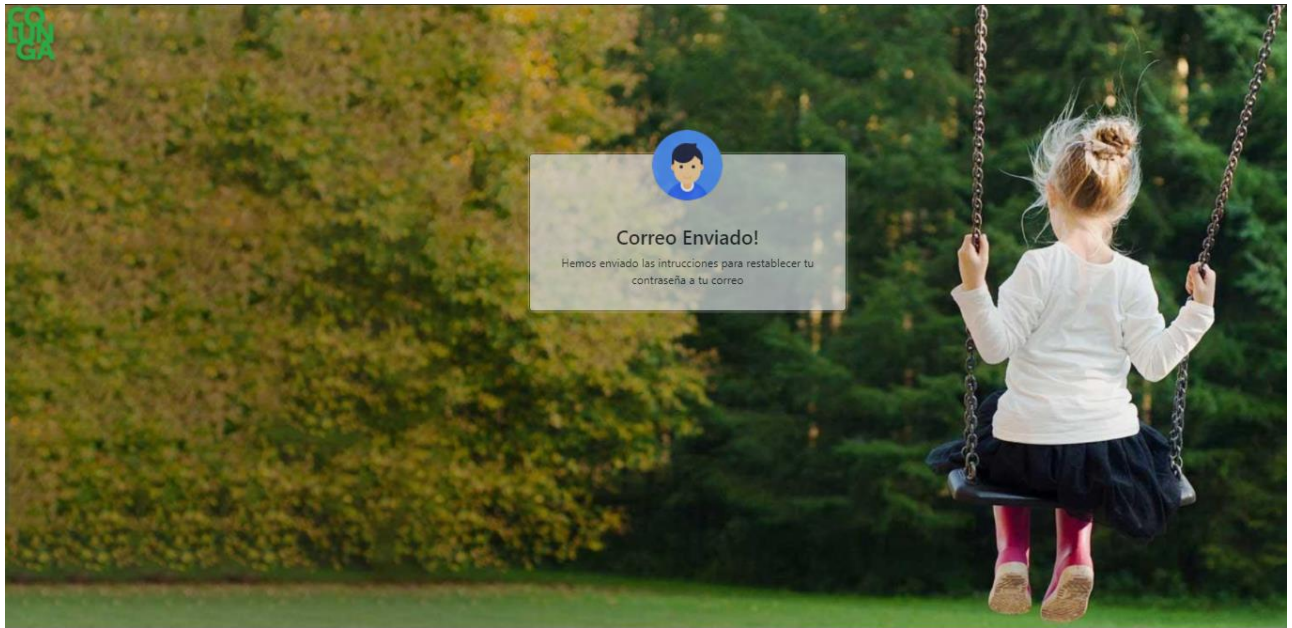 CO
LUN
GA
Correo Enviado!
Hemos enviado las intrucciones para restablecer tu
contraseña a tu correo